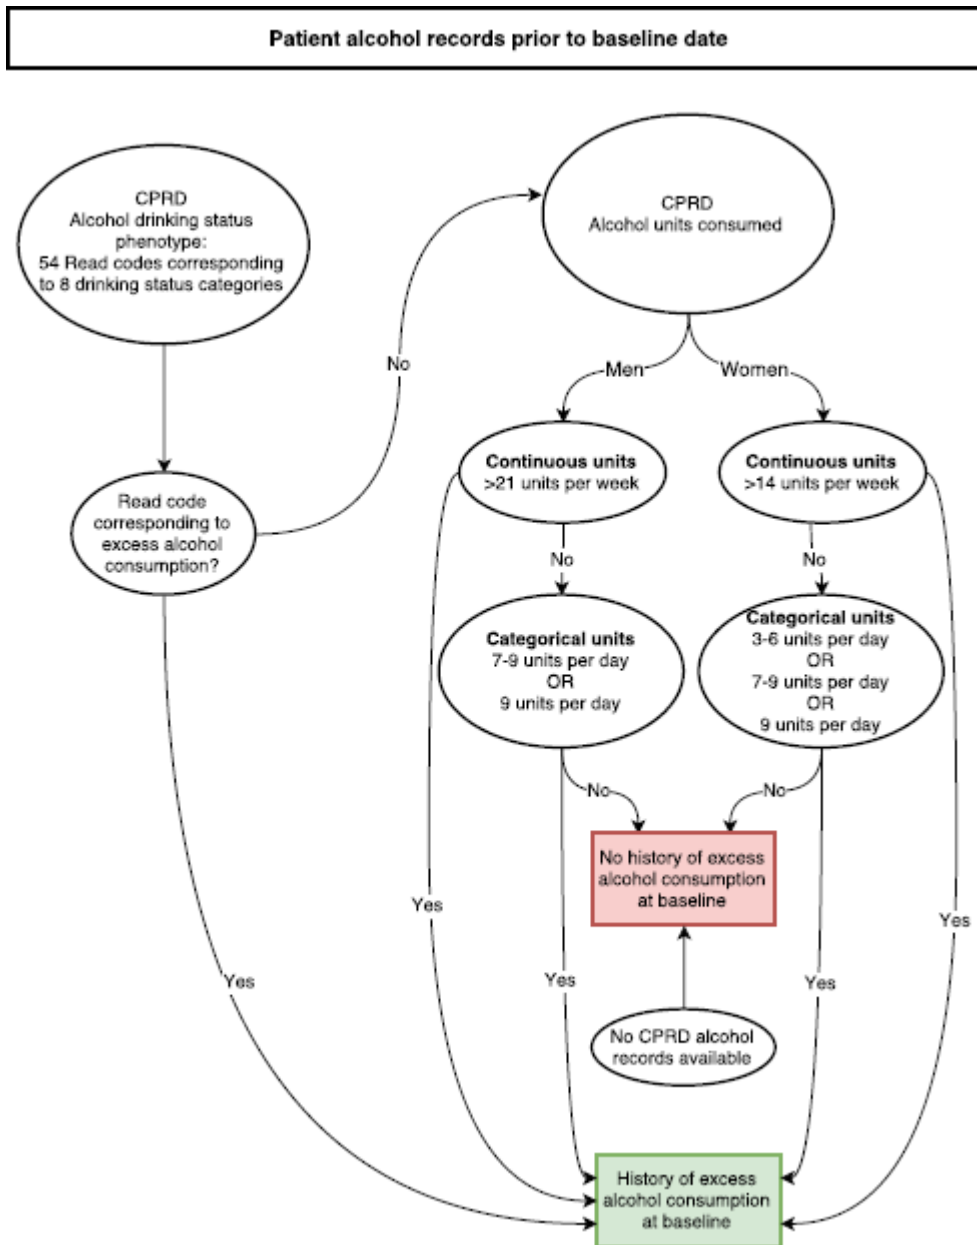 Patient alcohol records prior to baseline date
CPRD
Alcohol drinking status
phenotype:
54 Read codes corresponding
to 8 drinking status categories
CPRD
Alcohol units consumed
No
Men
Women
Read code
corresponding to
excess alcohol
consumption?
Continuous units
>21 units per week
Continuous units
>14 units per week
No
No
Categorical units
7-9 units per day
OR
9 units per day
Categorical units
3-6 units per day
OR
7-9 units per day
OR
9 units per day
No
No
No history of excess
alcohol consumption
at baseline
Yes
Yes
Yes
Yes
Yes
No CPRD alcohol
records available
History of excess
alcohol consumption
at baseline